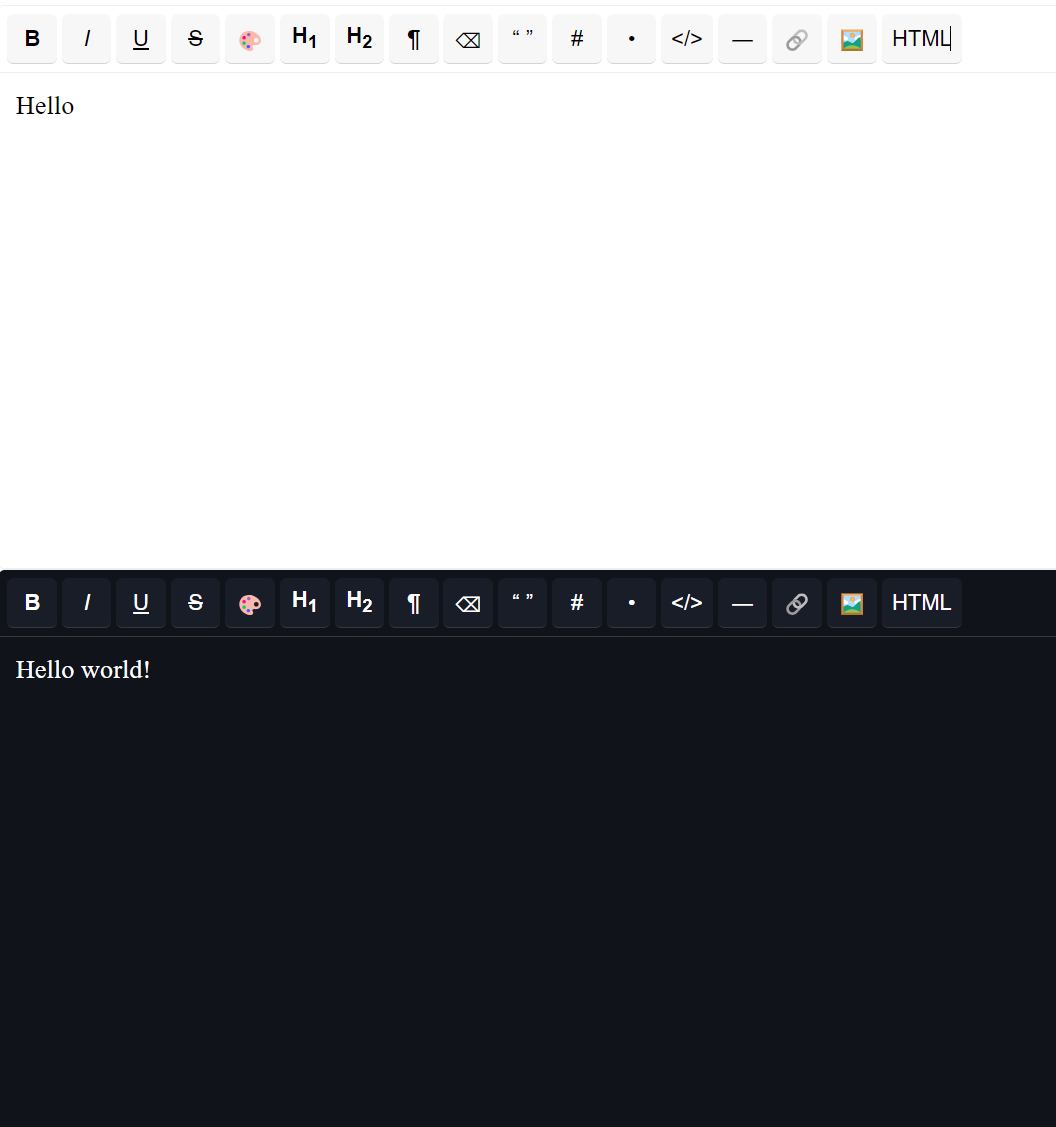 B I U S H1 H2 ¶ ⌫ “ ” # • </> — HTML
Hello
B I U S H1 H2 ¶ ⌫ “ ” # • </> — HTML
Hello world!